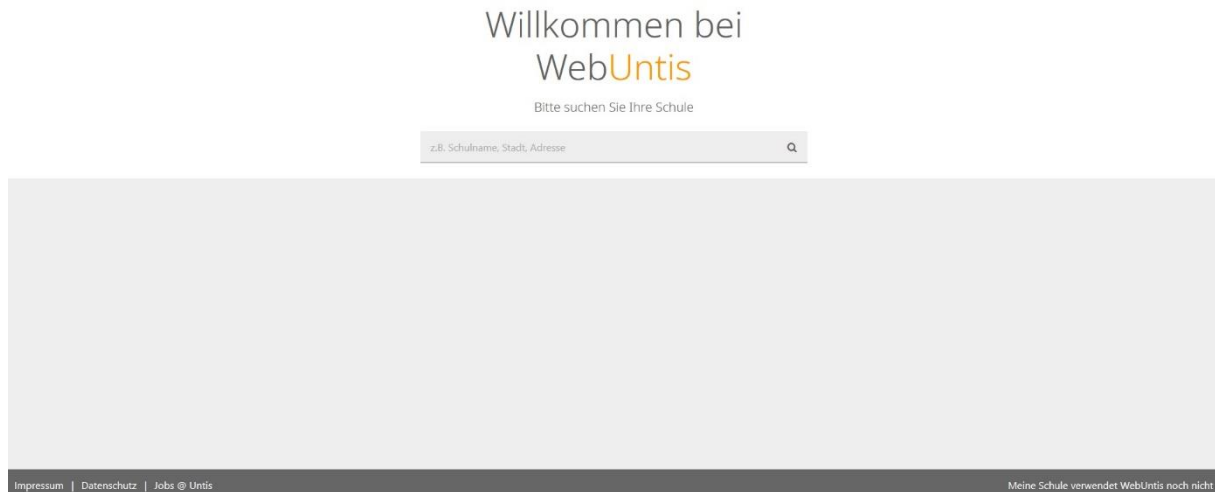 Willkommen bei
WebUntis
Bitte suchen Sie Ihre Schule
z.B. Schulname, Stadt, Adresse
Impressum | Datenschutz | Jobs @ Untis
Meine Schule verwendet WebUntis noch nicht